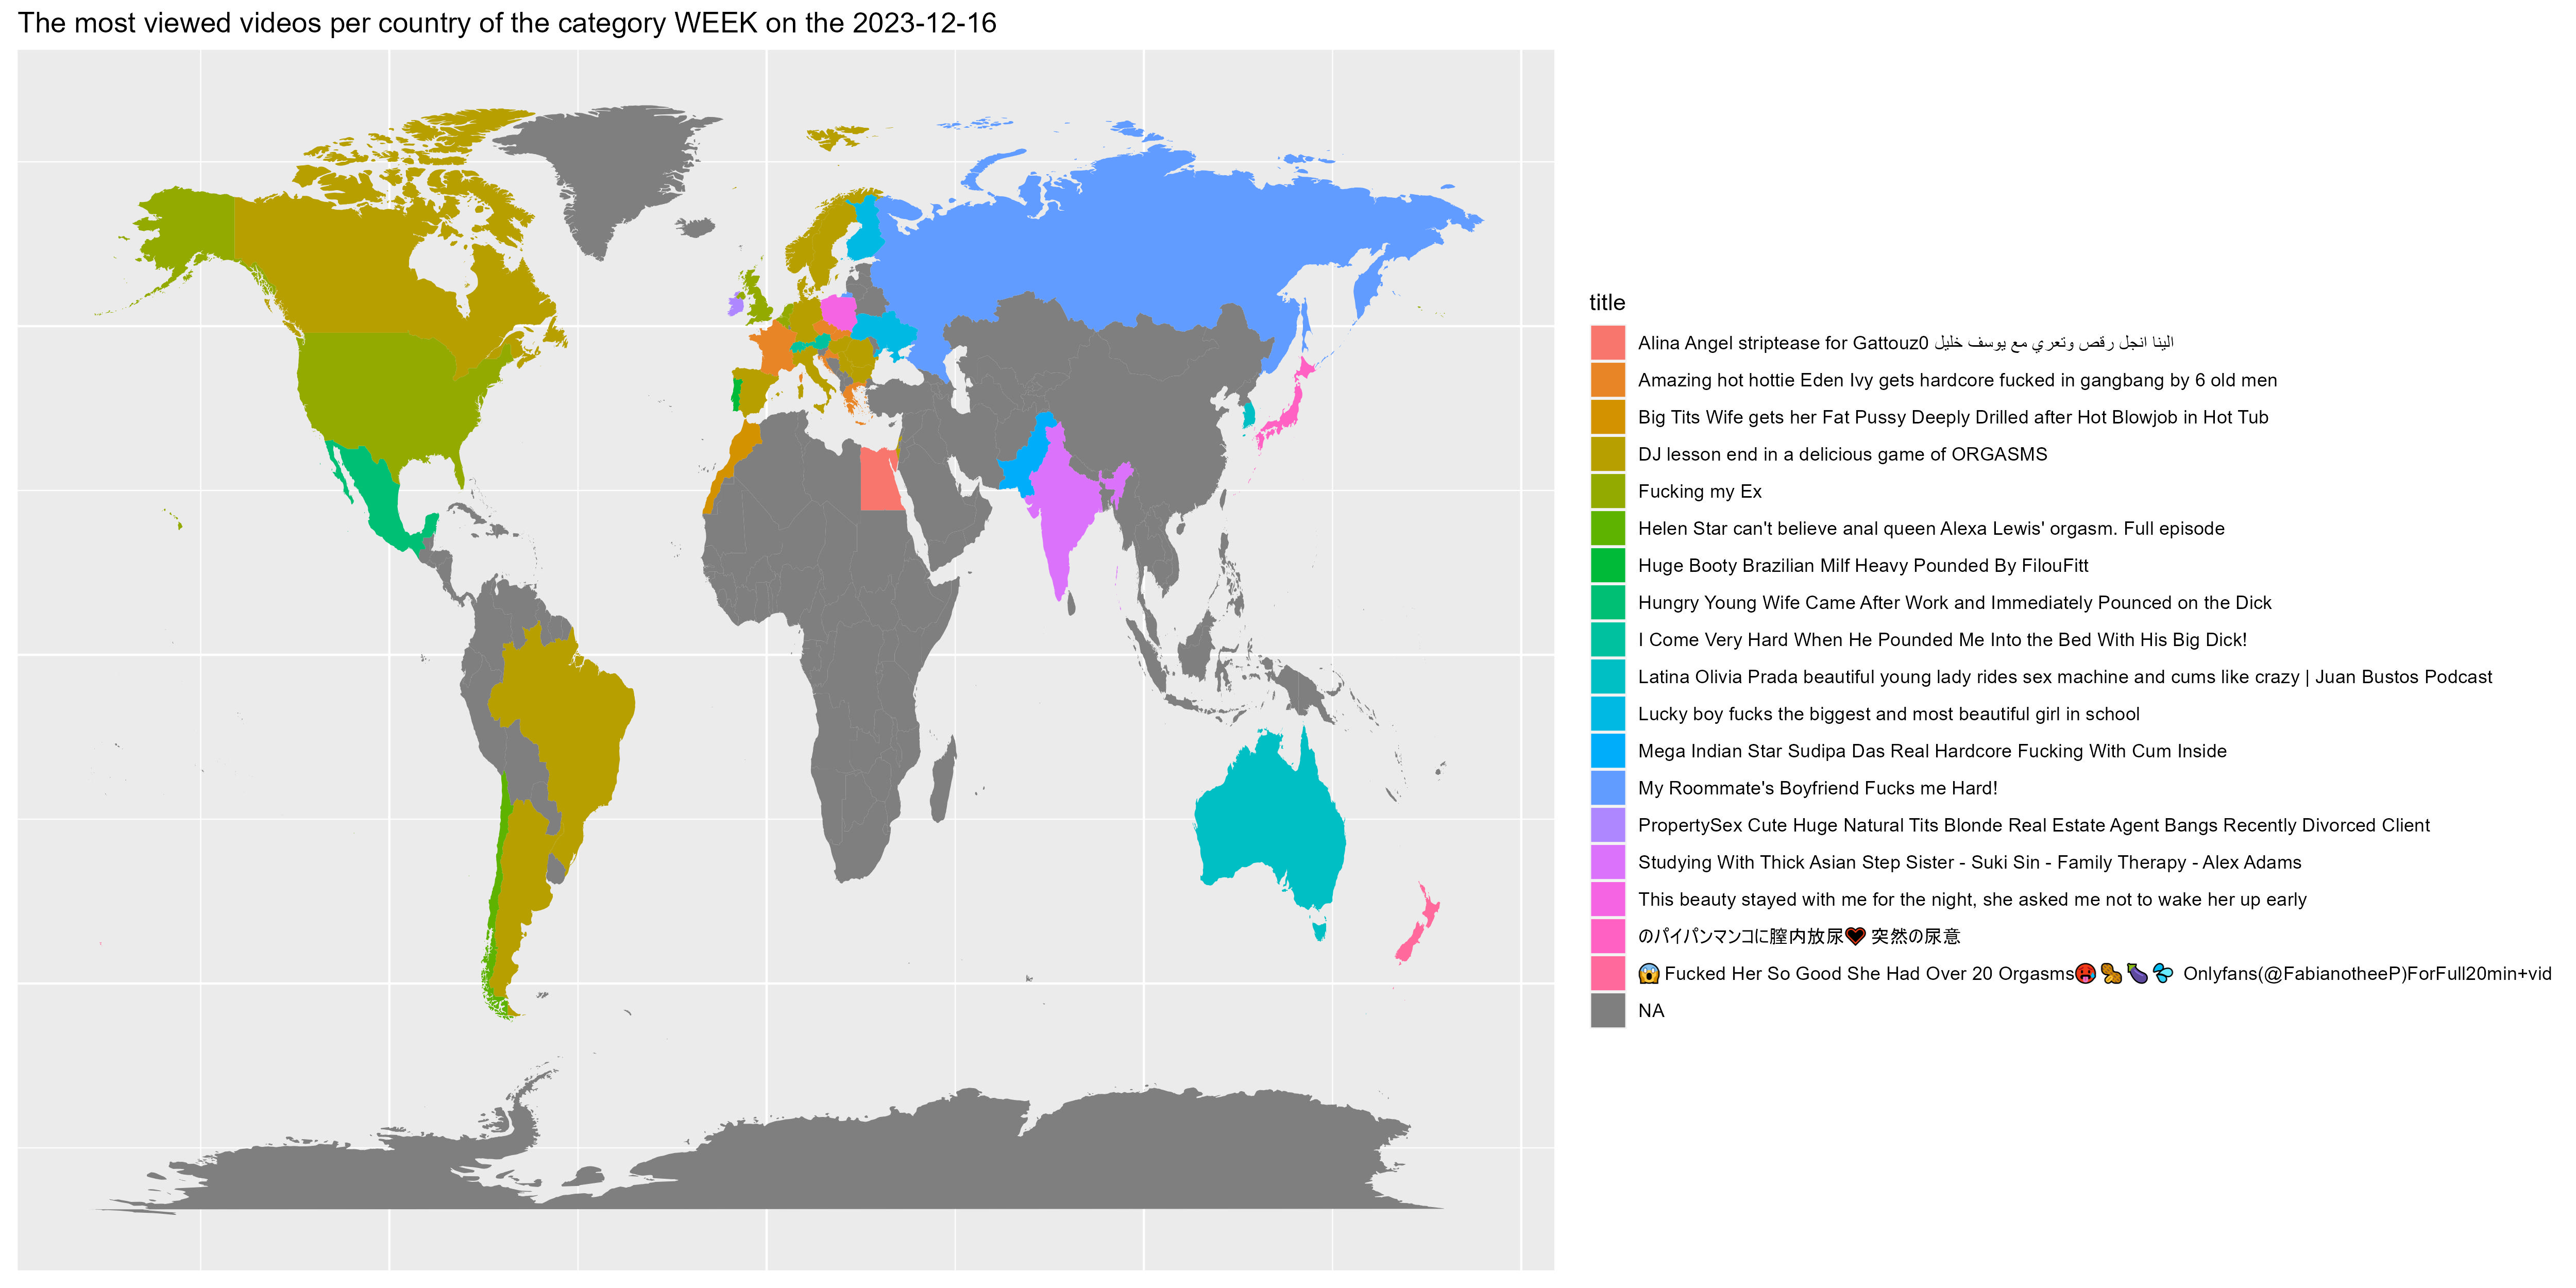 The most viewed videos per country of the category WEEK on the 2023-12-16
title
Alina Angel striptease for Gattouz0 الينا انجل رقص وتعري مع يوسف خليل
Amazing hot hottie Eden Ivy gets hardcore fucked in gangbang by 6 old men
Big Tits Wife gets her Fat Pussy Deeply Drilled after Hot Blowjob in Hot Tub
DJ lesson end in a delicious game of ORGASMS
Fucking my Ex
Helen Star can't believe anal queen Alexa Lewis' orgasm. Full episode
Huge Booty Brazilian Milf Heavy Pounded By FilouFitt
Hungry Young Wife Came After Work and Immediately Pounced on the Dick
I Come Very Hard When He Pounded Me Into the Bed With His Big Dick!
Latina Olivia Prada beautiful young lady rides sex machine and cums like crazy | Juan Bustos Podcast
Lucky boy fucks the biggest and most beautiful girl in school
Mega Indian Star Sudipa Das Real Hardcore Fucking With Cum Inside
My Roommate's Boyfriend Fucks me Hard!
PropertySex Cute Huge Natural Tits Blonde Real Estate Agent Bangs Recently Divorced Client
Studying With Thick Asian Step Sister - Suki Sin - Family Therapy - Alex Adams
This beauty stayed with me for the night, she asked me not to wake her up early
のパイパンマンコに膣内放尿🖤 突然の尿意
😱 Fucked Her So Good She Had Over 20 Orgasms🥵🥜🍆💦 Onlyfans(@FabianotheeP)ForFull20min+vid
NA